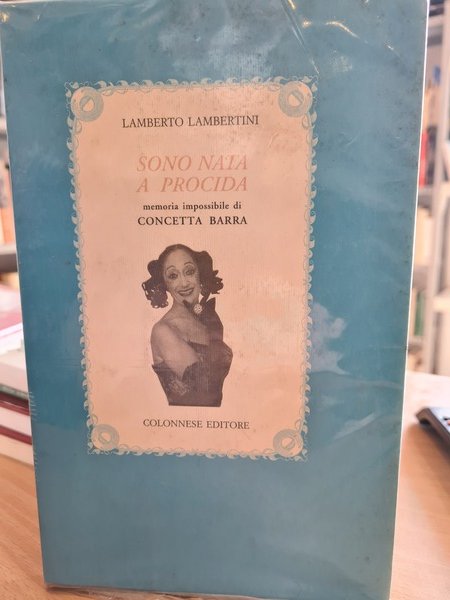 LAMBERTO LAMBERTINI
SONO NATA
A PROCIDA
memoria impossibile di
CONCETTA BARRA
COLONNESE EDITORE